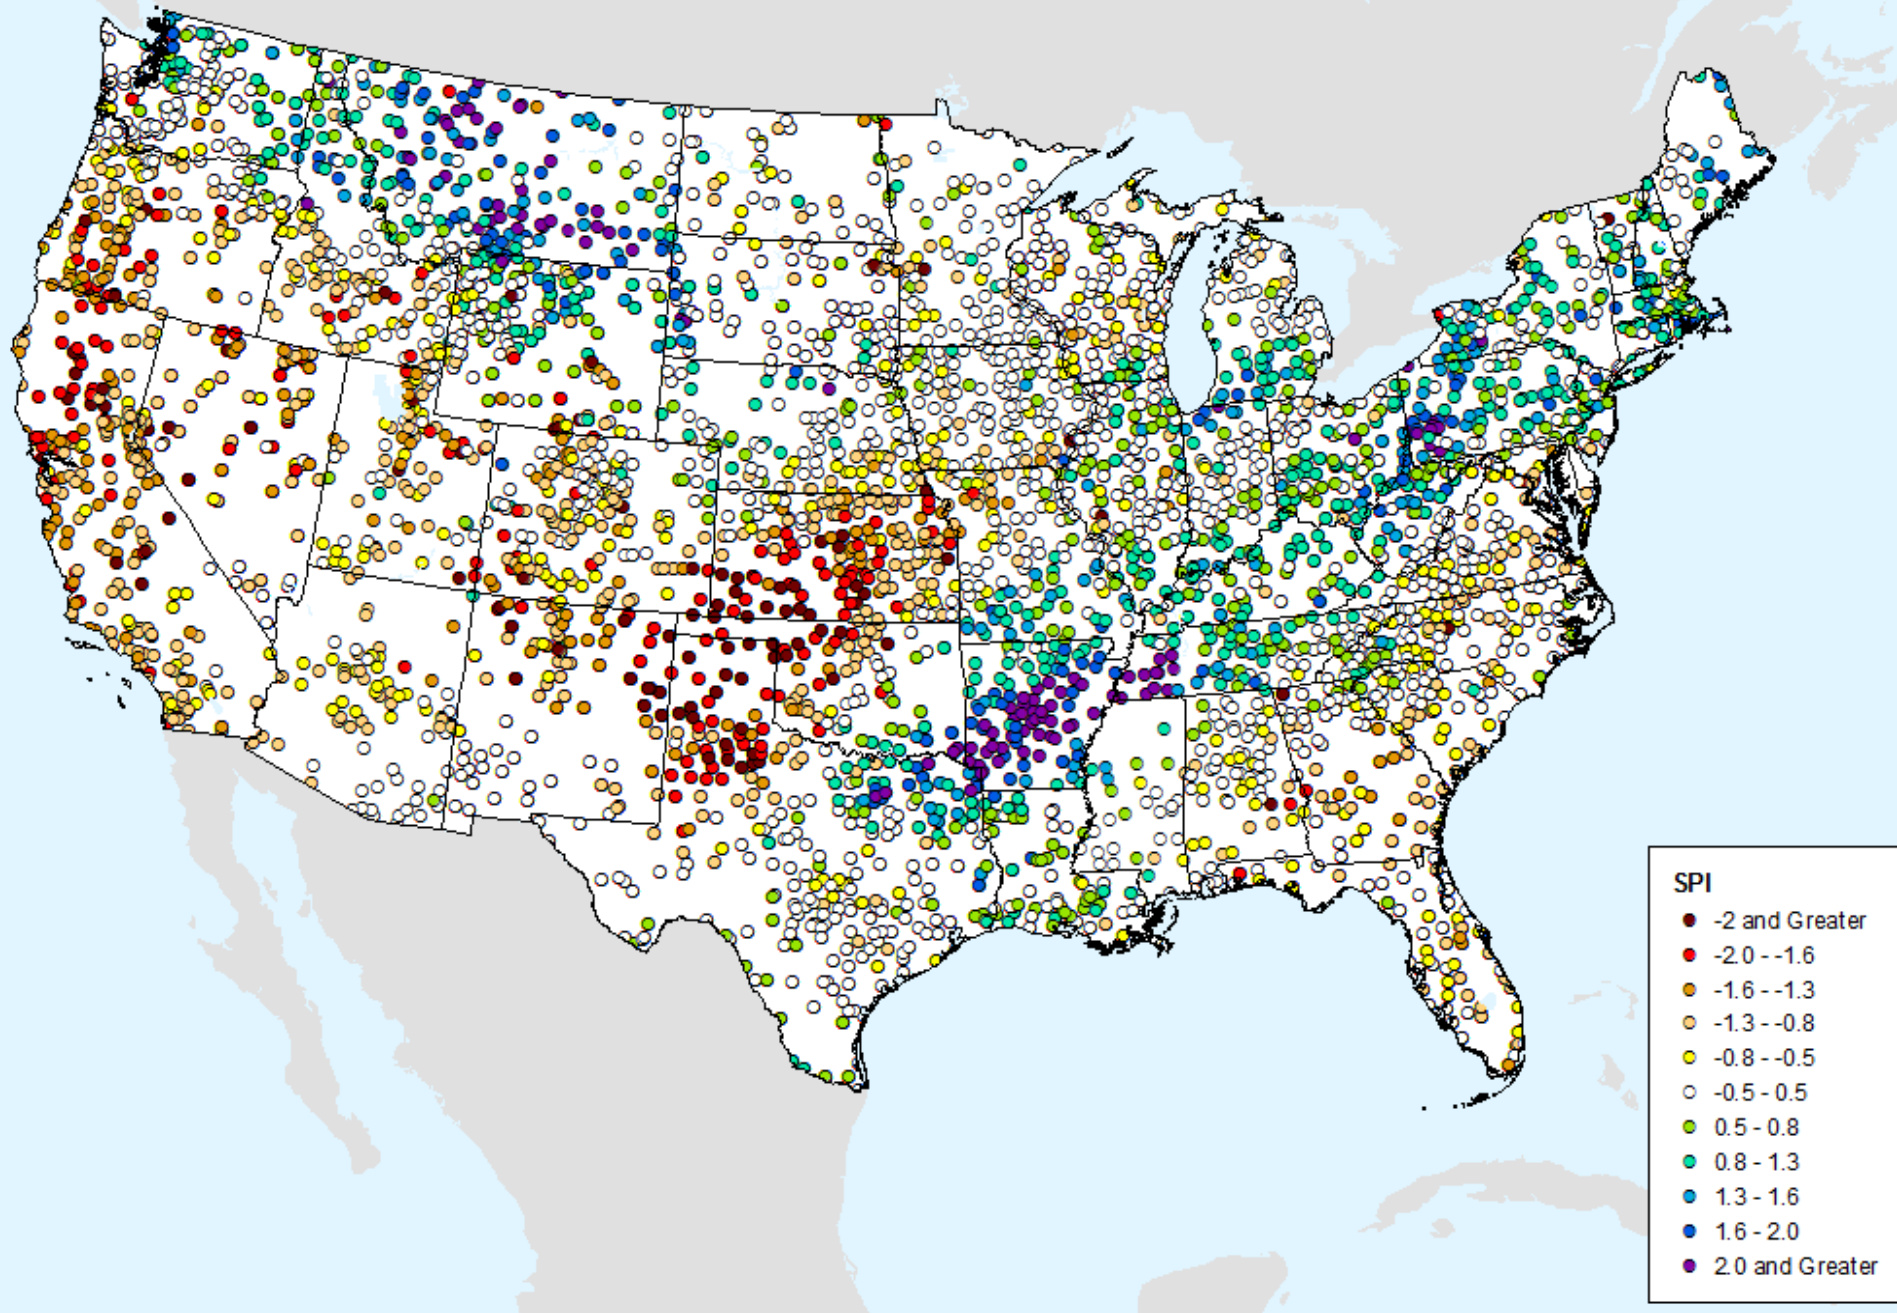 SPI
-2 and Greater
-2.0 - -1.6
-1.6 - -1.3
-1.3 - -0.8
-0.8 - -0.5
-0.5 - 0.5
0.5 - 0.8
0.8 - 1.3
1.3 - 1.6
1.6 - 2.0
2.0 and Greater